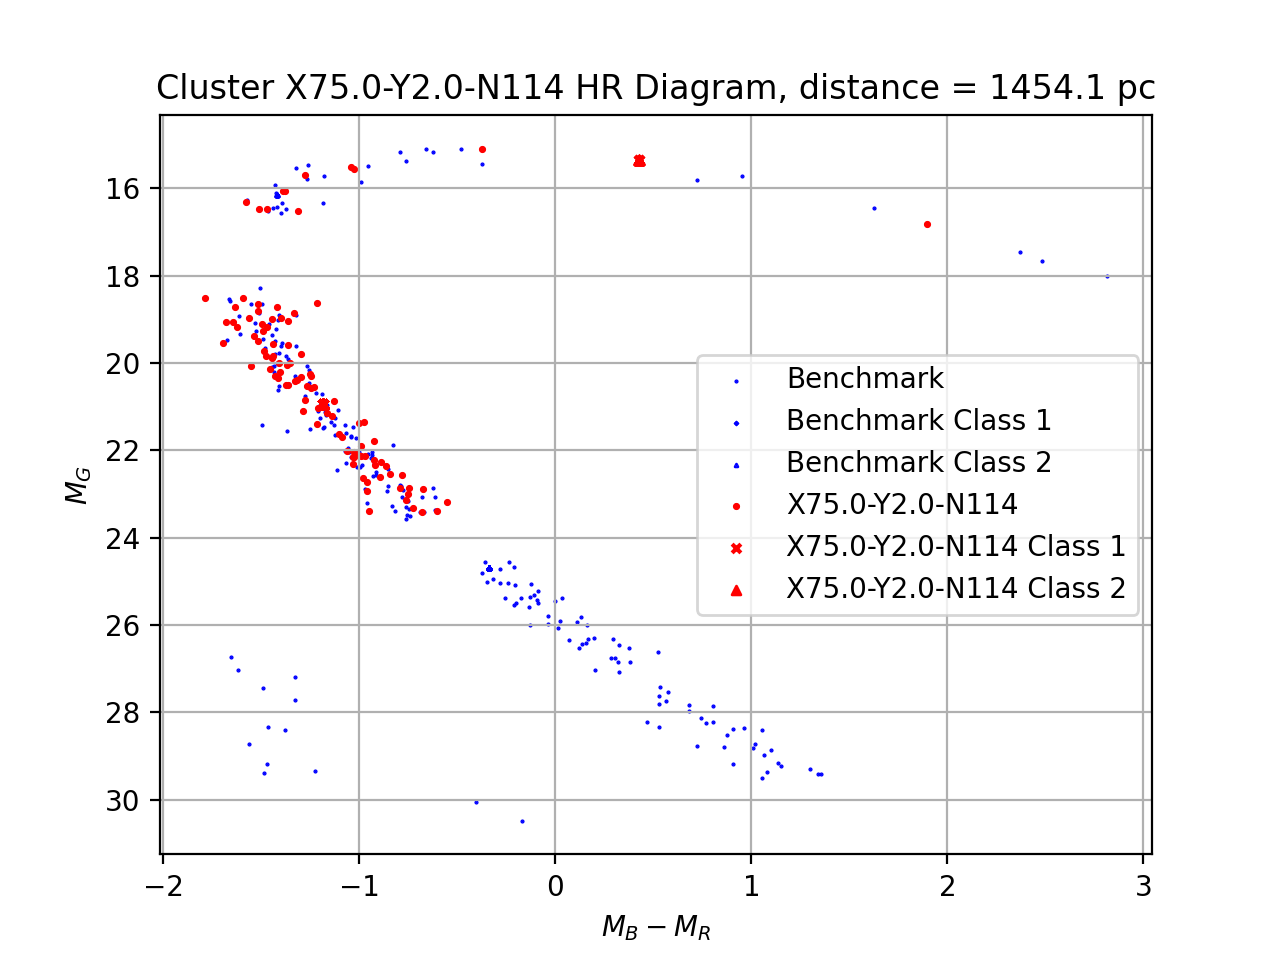 Cluster X75.0-Y2.0-N114 HR Diagram, distance = 1454.1 pc
16
18
20
22
24
26
28
30
M_G
Benchmark
Benchmark Class 1
Benchmark Class 2
X75.0-Y2.0-N114
X75.0-Y2.0-N114 Class 1
X75.0-Y2.0-N114 Class 2
−2 −1 0 1 2 3
M_B − M_R